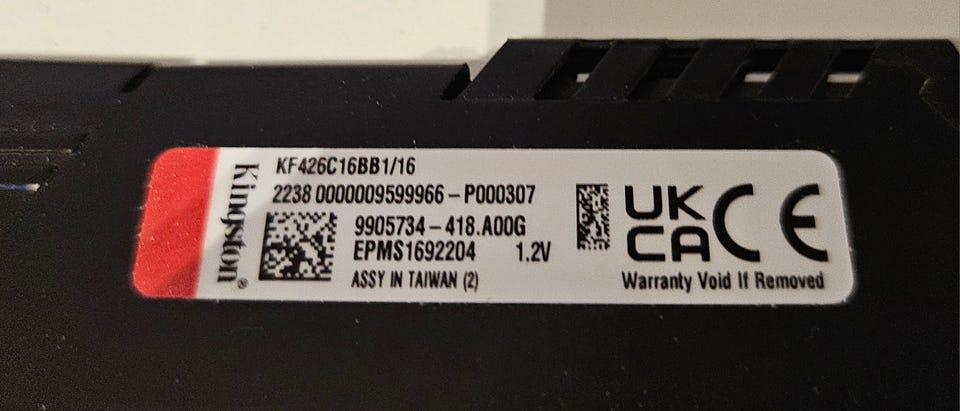 Kingston®
KF426C16BB1/16
2238 0000009599966-P000307
9905734-418.A00G
EPMS1692204 1.2V
ASSY IN TAIWAN (2)
UK
CA
CE
Warranty Void If Removed